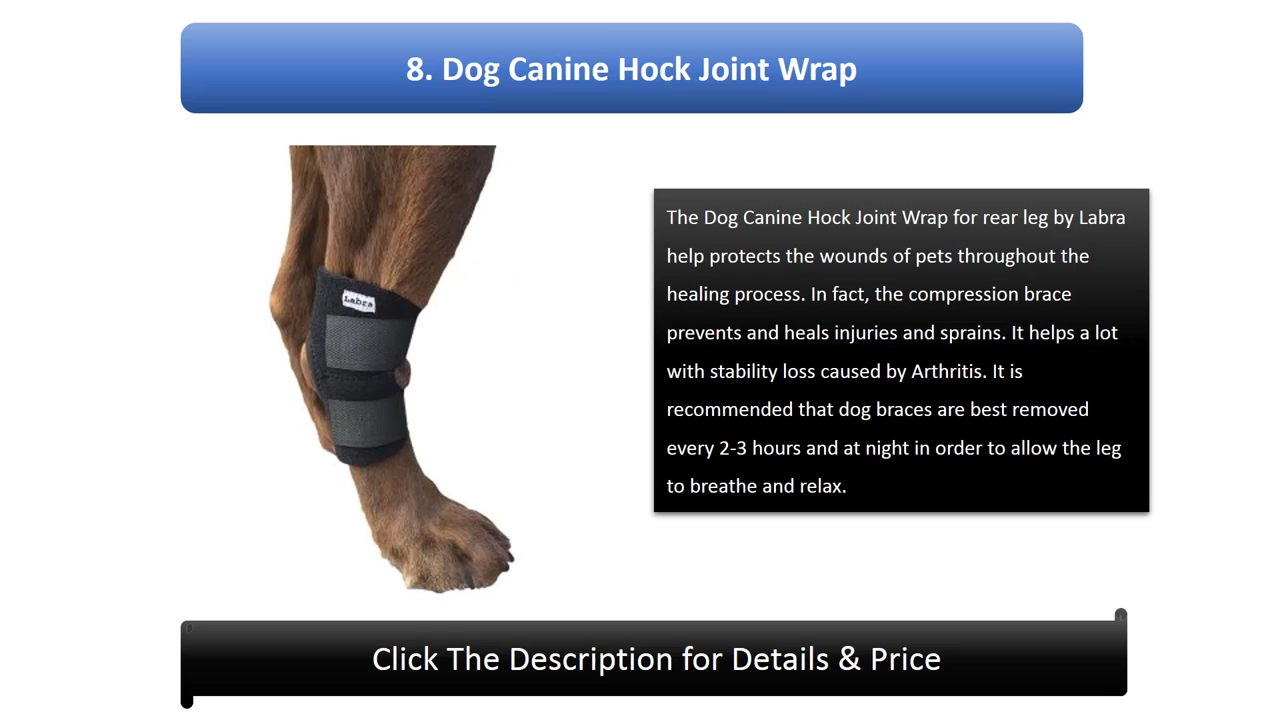 8. Dog Canine Hock Joint Wrap
Labra
The Dog Canine Hock Joint Wrap for rear leg by Labra
help protects the wounds of pets throughout the
healing process. In fact, the compression brace
prevents and heals injuries and sprains. It helps a lot
with stability loss caused by Arthritis. It is
recommended that dog braces are best removed
every 2-3 hours and at night in order to allow the leg
to breathe and relax.
Click The Description for Details & Price